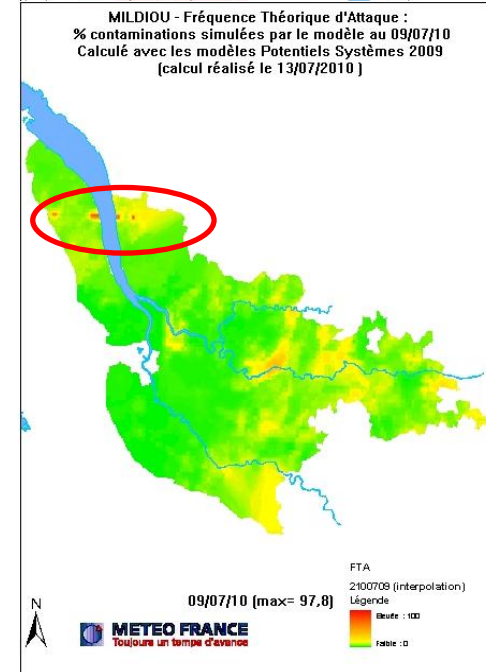 MILDIOU - Fréquence Théorique d'Attaque :
% contaminations simulées par le modèle au 09/07/10
Calculé avec les modèles Potentiels Systèmes 2009
(calcul réalisé le 13/07/2010 )
FTA
2100709 (interpolation)
Légende
Elevée : 100
Faible : 0
09/07/10 (max= 97,8)
N
METEO FRANCE
Toujours un temps d'avance